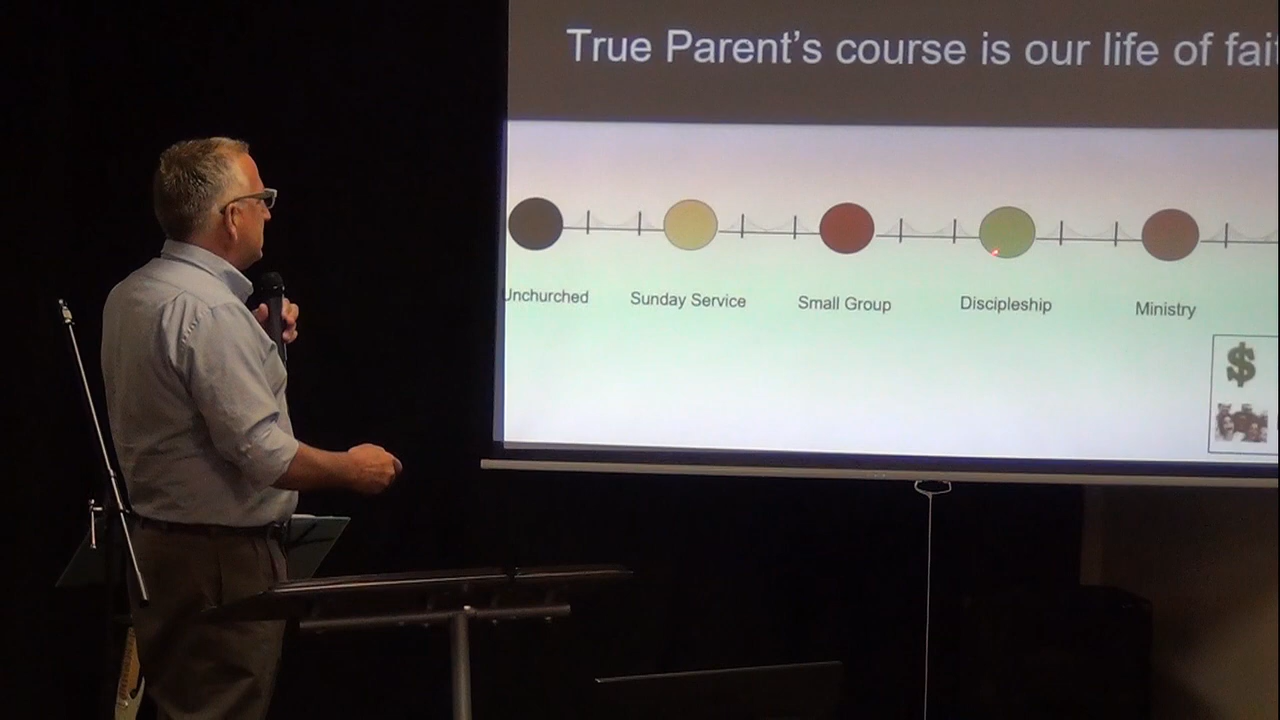 True Parent's course is our life of fai
Unchurched
Sunday Service
Small Group
Discipleship
Ministry
$